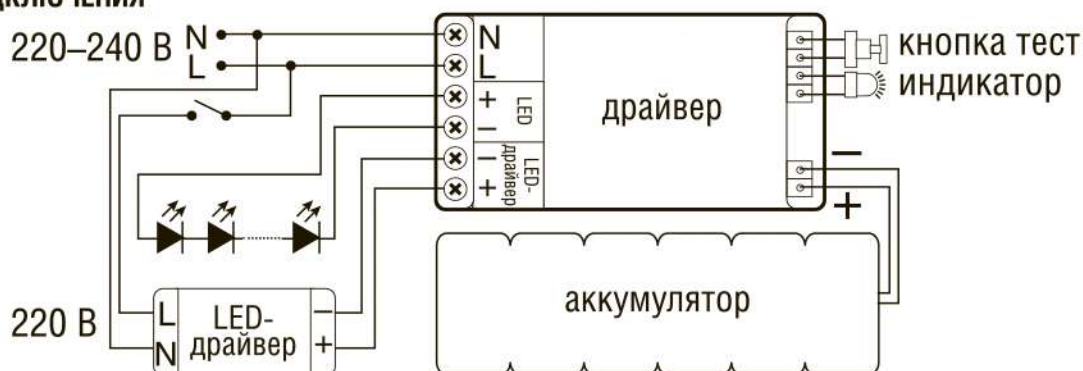 220–240 В
N
L
N
L
+
–
LED
–
+
LED-
драйвер
драйвер
кнопка тест
индикатор
–
+
аккумулятор
220 В
L
N
LED-
драйвер
–
+